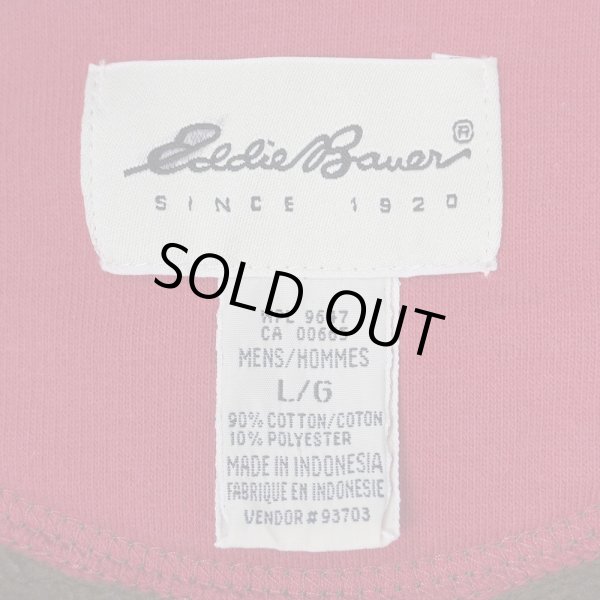 Eddie Bauer ®
SINCE 1920
SOLD OUT
MENS/HOMMES
L/G
90% COTTON/COTON
10% POLYESTER
MADE IN INDONESIA
FABRIQUE EN INDONESIE
VENDOR # 93703